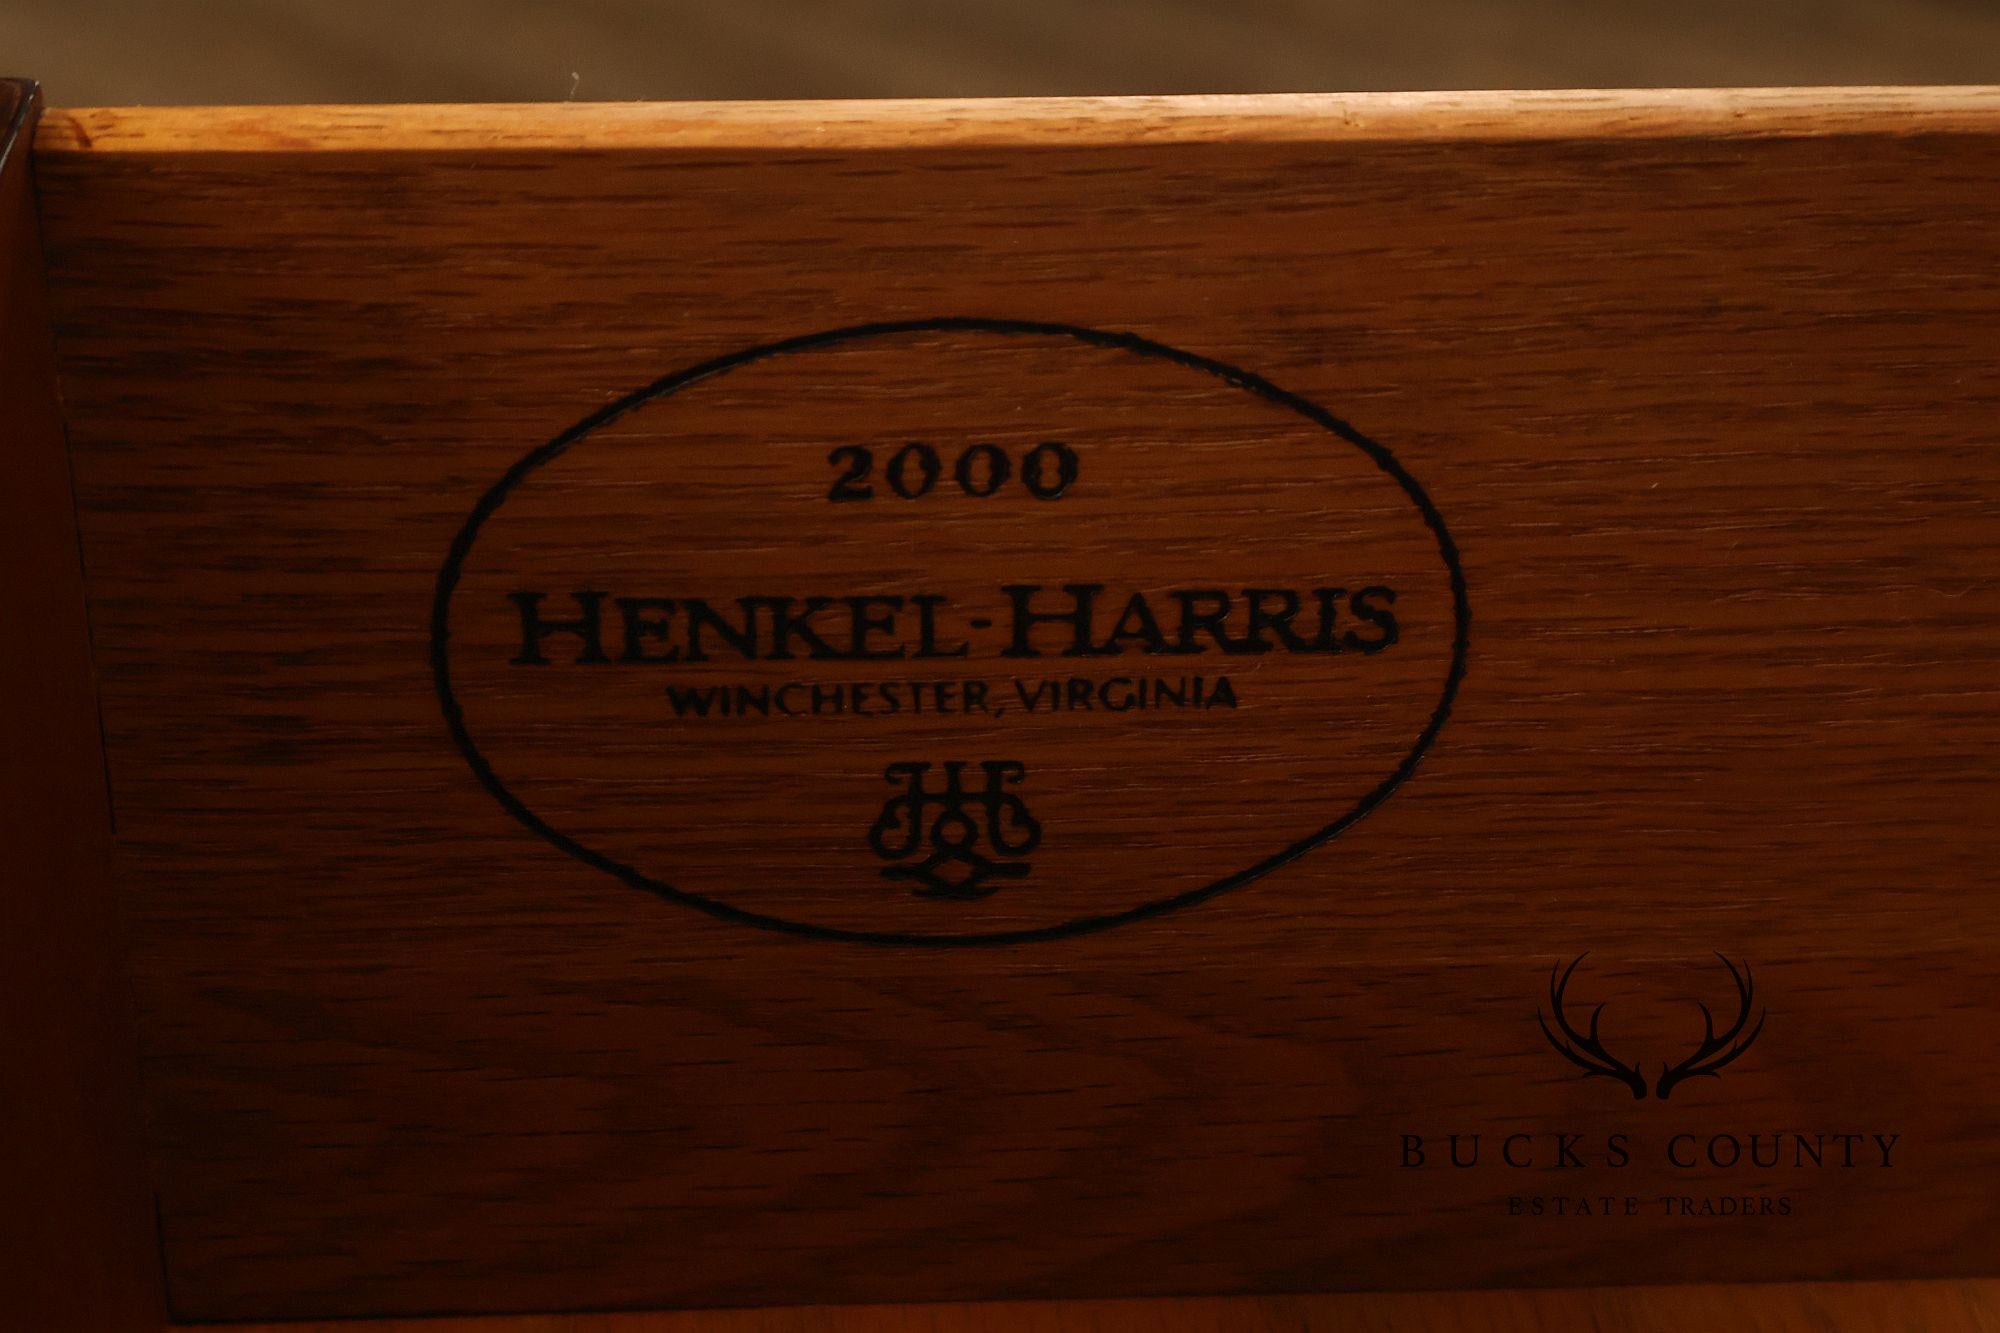 2000
HENKEL-HARRIS
WINCHESTER, VIRGINIA
BUCKS COUNTY
ESTATE TRADERS